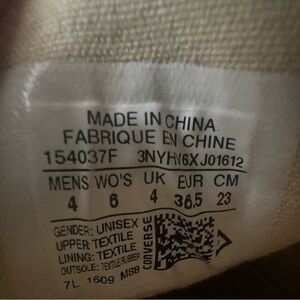 MADE IN CHINA
FABRIQUE EN CHINE
154037F 3NYHV6XJ01612
MENS WO'S UK EUR CM
4 6 4 36.5 23
GENDER: UNISEX
UPPER: TEXTILE
LINING: TEXTILE
OUTSOLE: TEXTILE/RUBBER
7L 1609 M88
CONVERSE